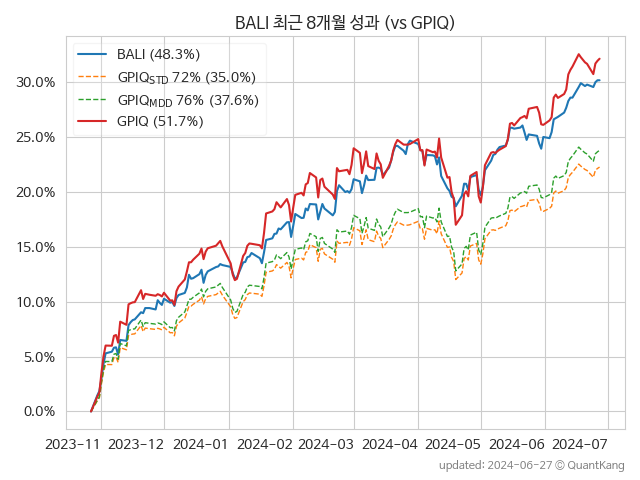 BALI 최근 8개월 성과 (vs GPIQ)
BALI (48.3%)
GPIQSTD 72% (35.0%)
GPIQMDD 76% (37.6%)
GPIQ (51.7%)
30.0%
25.0%
20.0%
15.0%
10.0%
5.0%
0.0%
2023-11 2023-12 2024-01 2024-02 2024-03 2024-04 2024-05 2024-06 2024-07
updated: 2024-06-27 © QuantKang